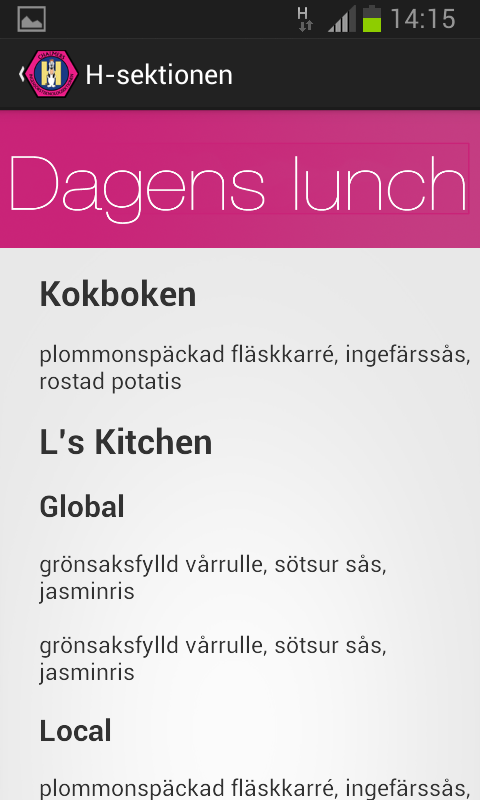 H
14:15
H
H-sektionen
Dagens lunch
Kokboken
plommonspäckad fläskkarré, ingefärssås,
rostad potatis
L's Kitchen
Global
grönsaksfylld vårrulle, sötsur sås,
jasminris
grönsaksfylld vårrulle, sötsur sås,
jasminris
Local
plommonspäckad fläskkarré, ingefärssås,